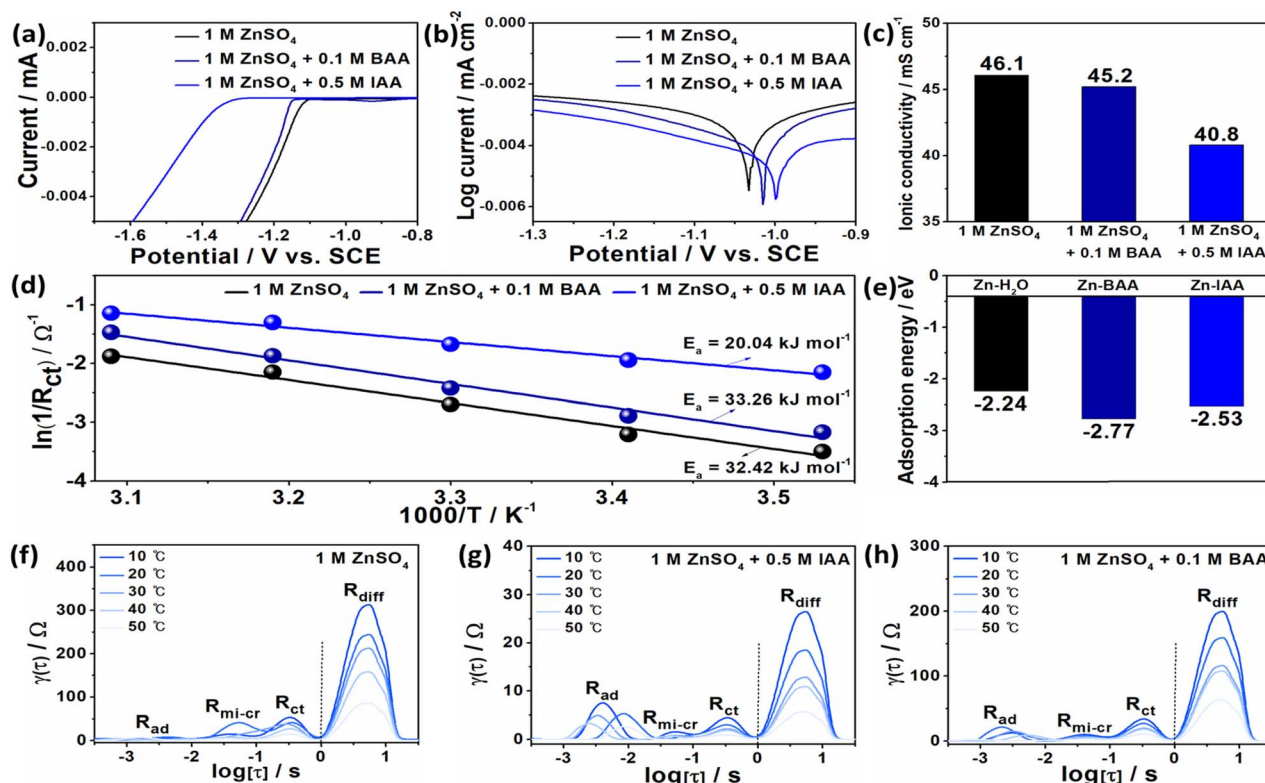 (a)
0.002
0.000
-0.002
-0.004
Current / mA
1 M ZnSO4
1 M ZnSO4 + 0.1 M BAA
1 M ZnSO4 + 0.5 M IAA
-1.6 -1.4 -1.2 -1.0 -0.8
Potential / V vs. SCE
(b)
0.000
-0.002
-0.004
-0.006
Log current / mA cm-2
1 M ZnSO4
1 M ZnSO4 + 0.1 M BAA
1 M ZnSO4 + 0.5 M IAA
-1.3 -1.2 -1.1 -1.0 -0.9
Potential / V vs. SCE
(c)
50
45
40
35
Ionic conductivity / mS cm-1
46.1
45.2
40.8
1 M ZnSO4
1 M ZnSO4
+ 0.1 M BAA
1 M ZnSO4
+ 0.5 M IAA
(d)
-1
-2
-3
-4
ln(1/Rct) / Ω-1
1 M ZnSO4 1 M ZnSO4 + 0.1 M BAA 1 M ZnSO4 + 0.5 M IAA
Ea = 20.04 kJ mol-1
Ea = 33.26 kJ mol-1
Ea = 32.42 kJ mol-1
3.1 3.2 3.3 3.4 3.5
1000/T / K-1
(e)
0
-1
-2
-3
-4
Adsorption energy / eV
Zn-H2O Zn-BAA Zn-IAA
-2.24
-2.77
-2.53
(f)
400
300
200
100
0
γ(τ) / Ω
10 ℃
20 ℃
30 ℃
40 ℃
50 ℃
1 M ZnSO4
Rdiff
Rad
Rmi-cr
Rct
-3 -2 -1 0 1
log[τ] / s
(g)
40
30
20
10
0
γ(τ) / Ω
10 ℃
20 ℃
30 ℃
40 ℃
50 ℃
1 M ZnSO4 + 0.5 M IAA
Rdiff
Rad
Rmi-cr
Rct
-3 -2 -1 0 1
log[τ] / s
(h)
300
200
100
0
γ(τ) / Ω
10 ℃
20 ℃
30 ℃
40 ℃
50 ℃
1 M ZnSO4 + 0.1 M BAA
Rdiff
Rad
Rmi-cr
Rct
-3 -2 -1 0 1
log[τ] / s